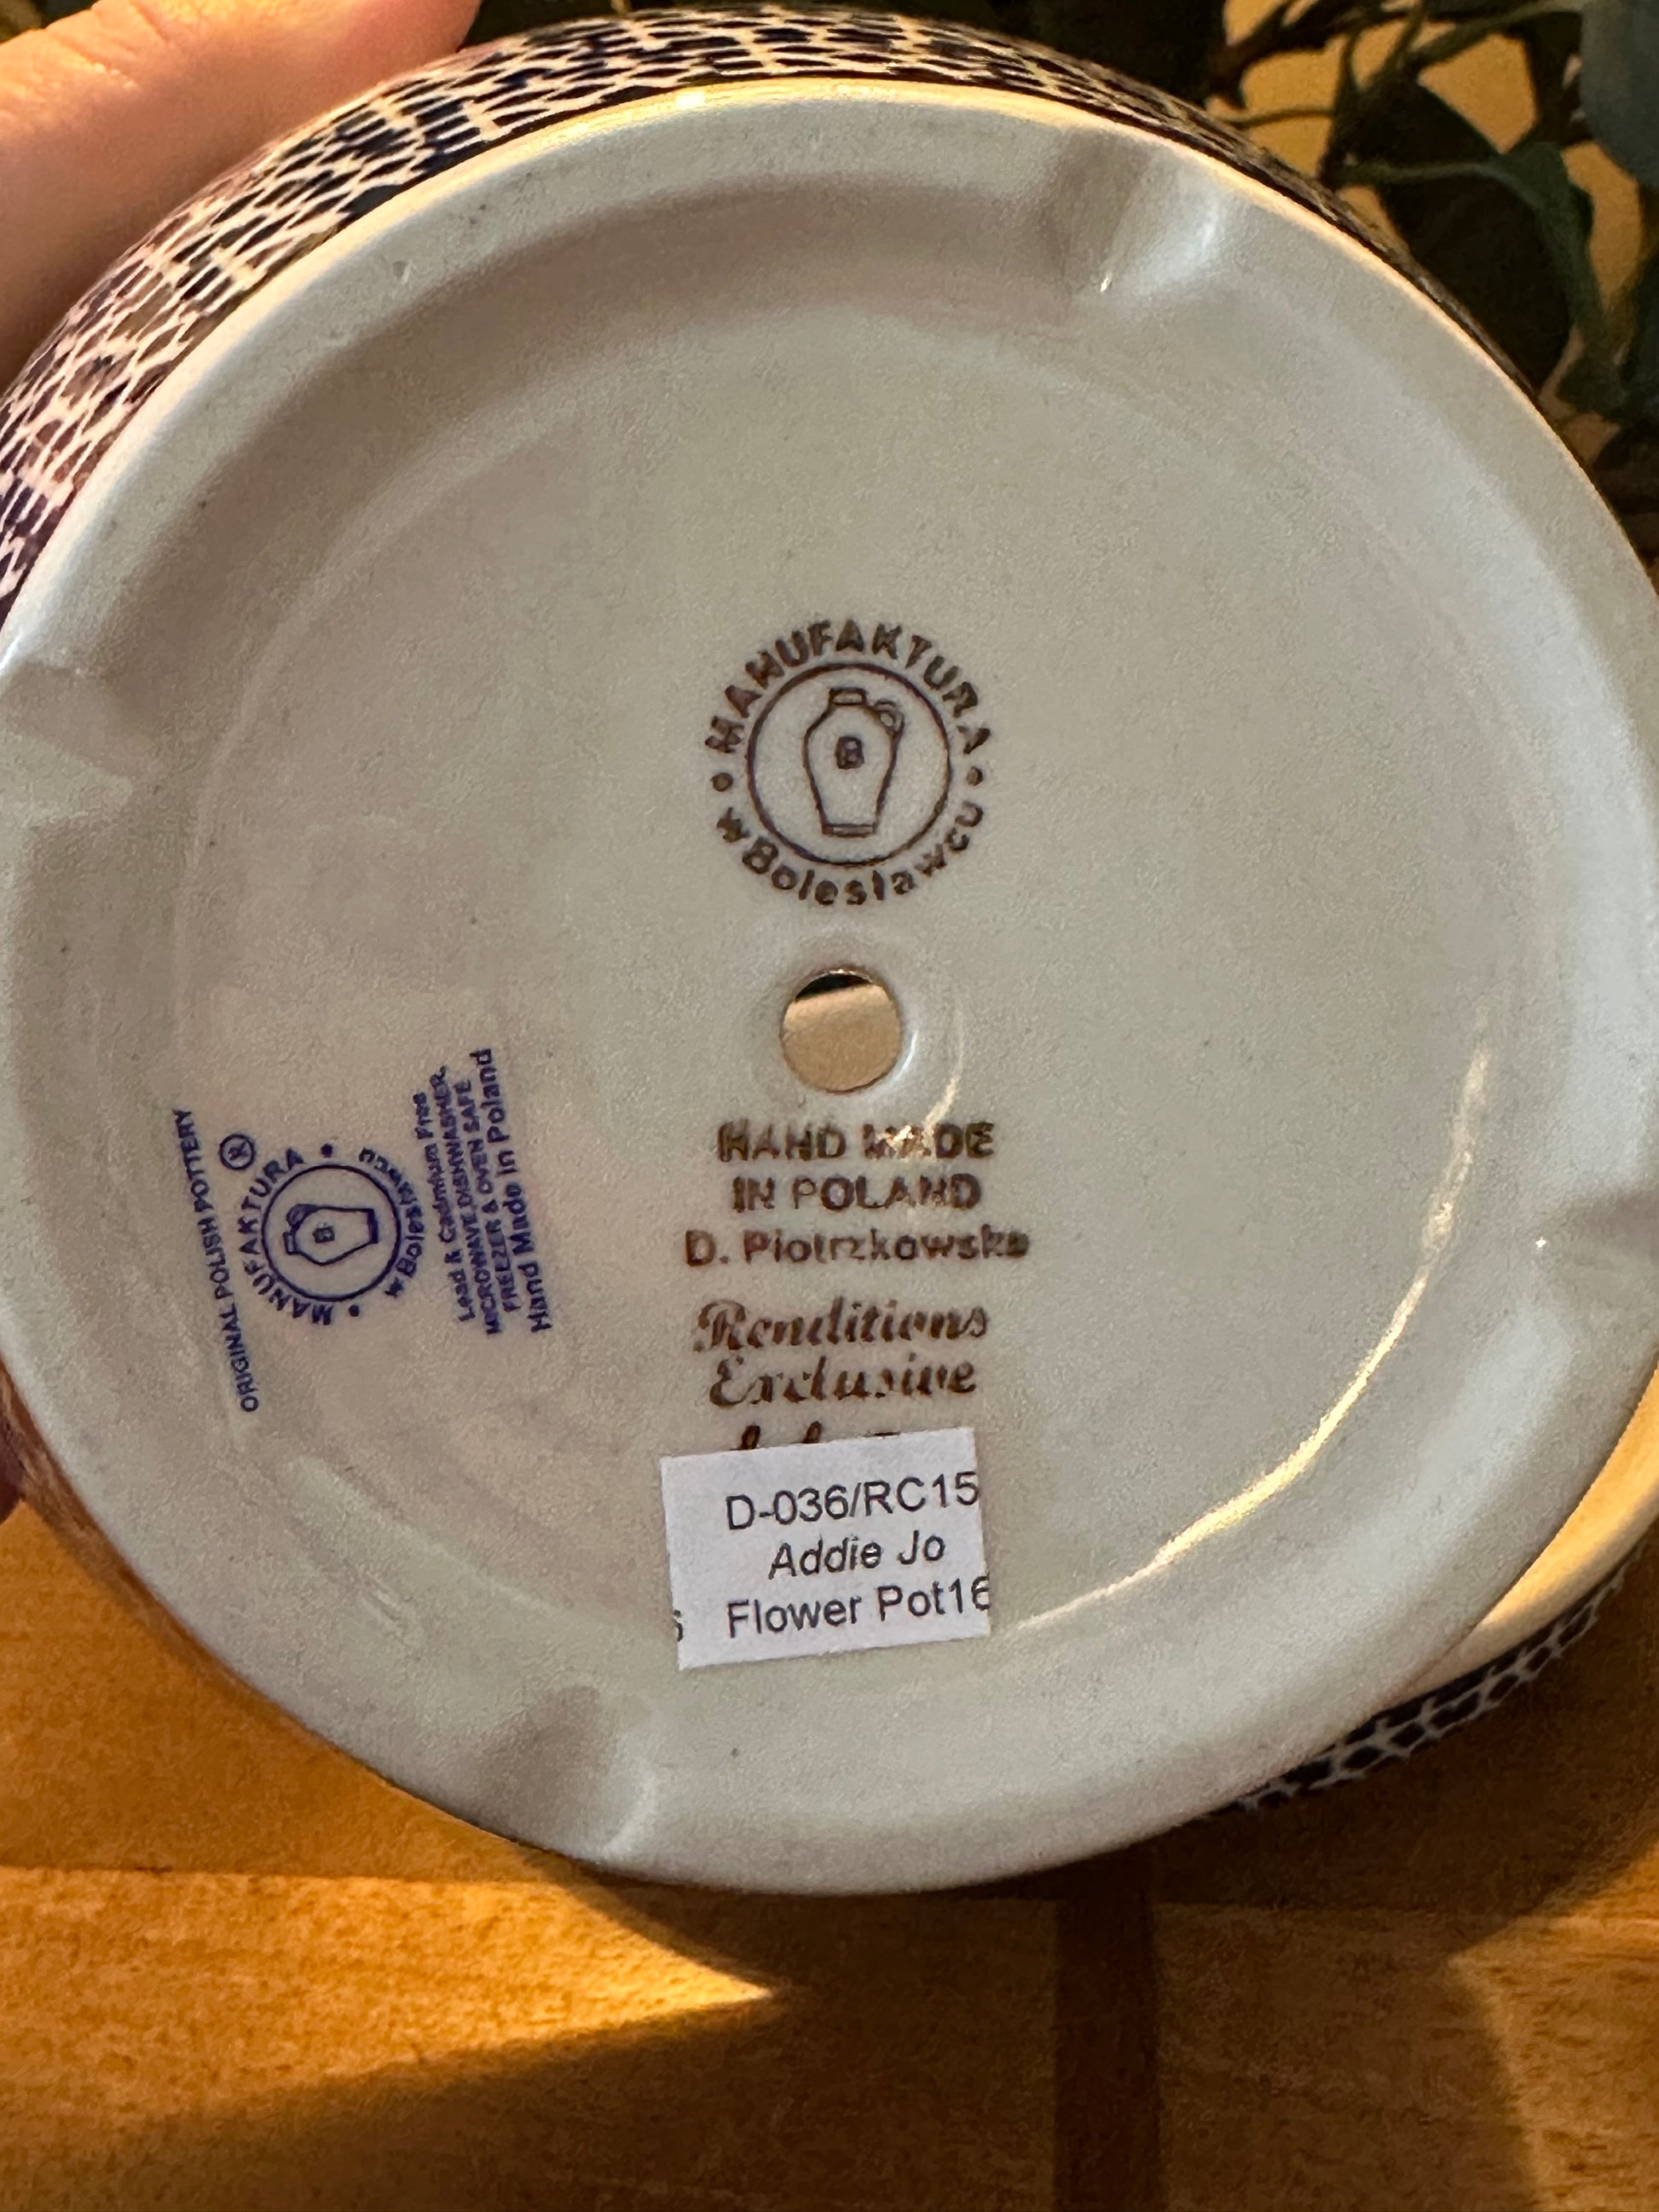 MANUFAKTURA
B
w Bolesławcu
HAND MADE
IN POLAND
D. Piotrzkowska
Renditions
Exclusive
D-036/RC15
Addie Jo
Flower Pot16
ORIGINAL POLISH POTTERY
MANUFAKTURA ®
B
w Bolesławcu
Lead & Cadmium Free
MICROWAVE, DISHWASHER,
FREEZER & OVEN SAFE
Hand Made in Poland